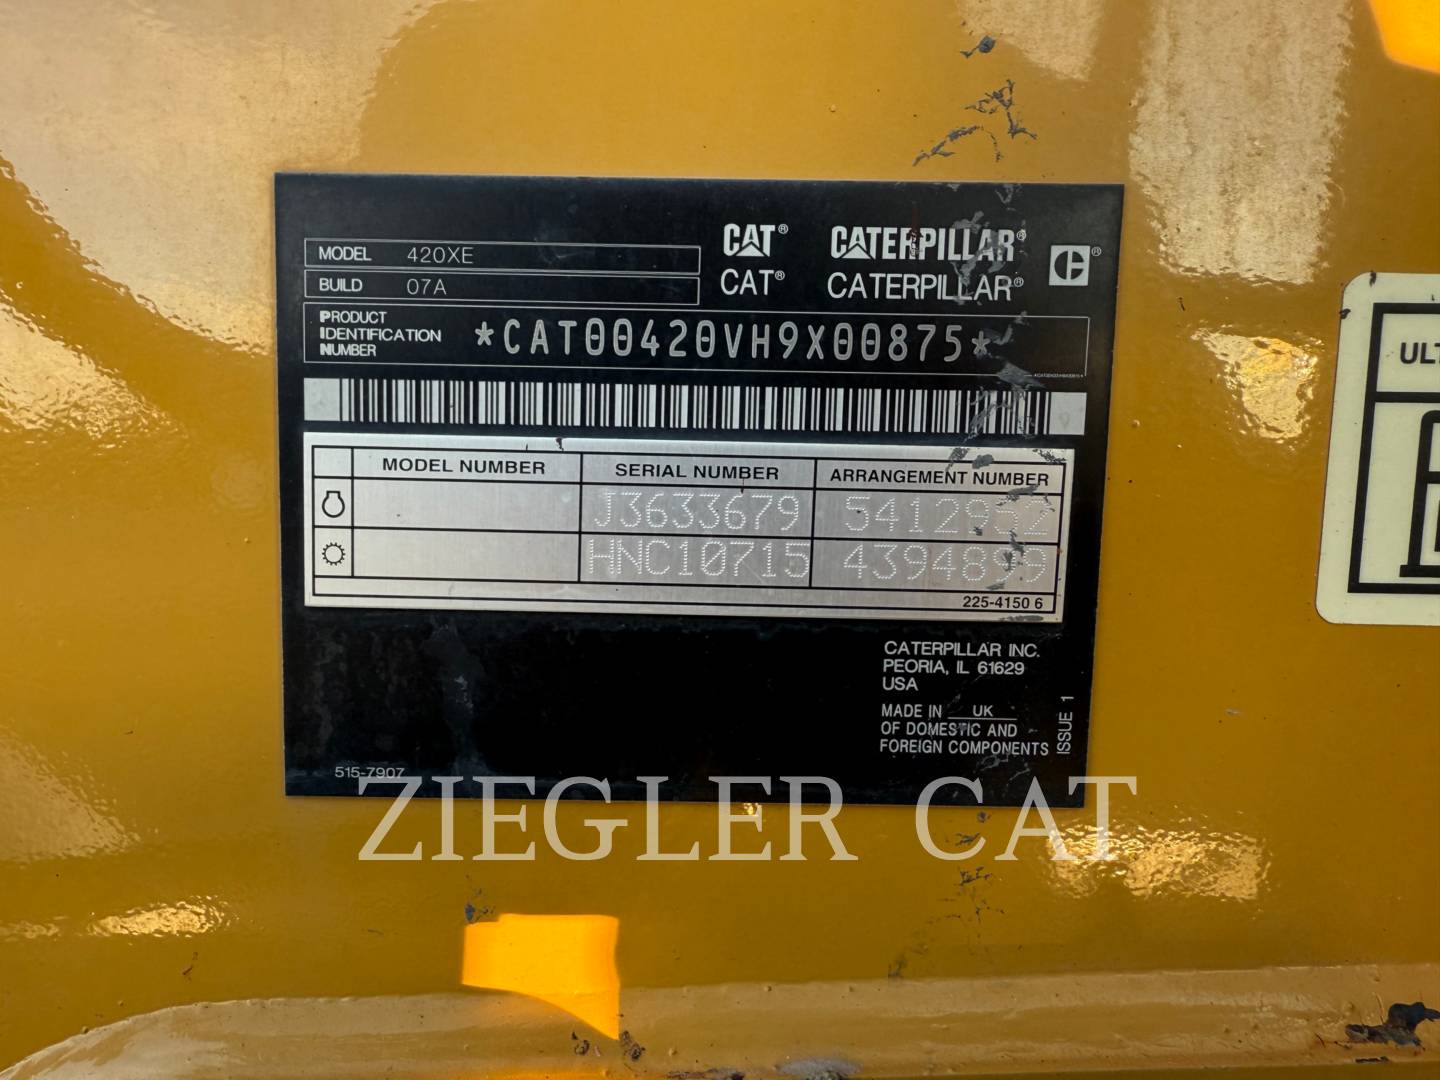 CAT® CATERPILLAR®
CAT® CATERPILLAR®
C®
MODEL 420XE
BUILD 07A
PRODUCT
IDENTIFICATION
NUMBER
*CAT00420VH9X00875*
MODEL NUMBER SERIAL NUMBER ARRANGEMENT NUMBER
J3633679 5412952
HNC10715 4394899
225-4150 6
CATERPILLAR INC.
PEORIA, IL 61629
USA
MADE IN UK
OF DOMESTIC AND
FOREIGN COMPONENTS
ISSUE 1
515-7907
ZIEGLER CAT